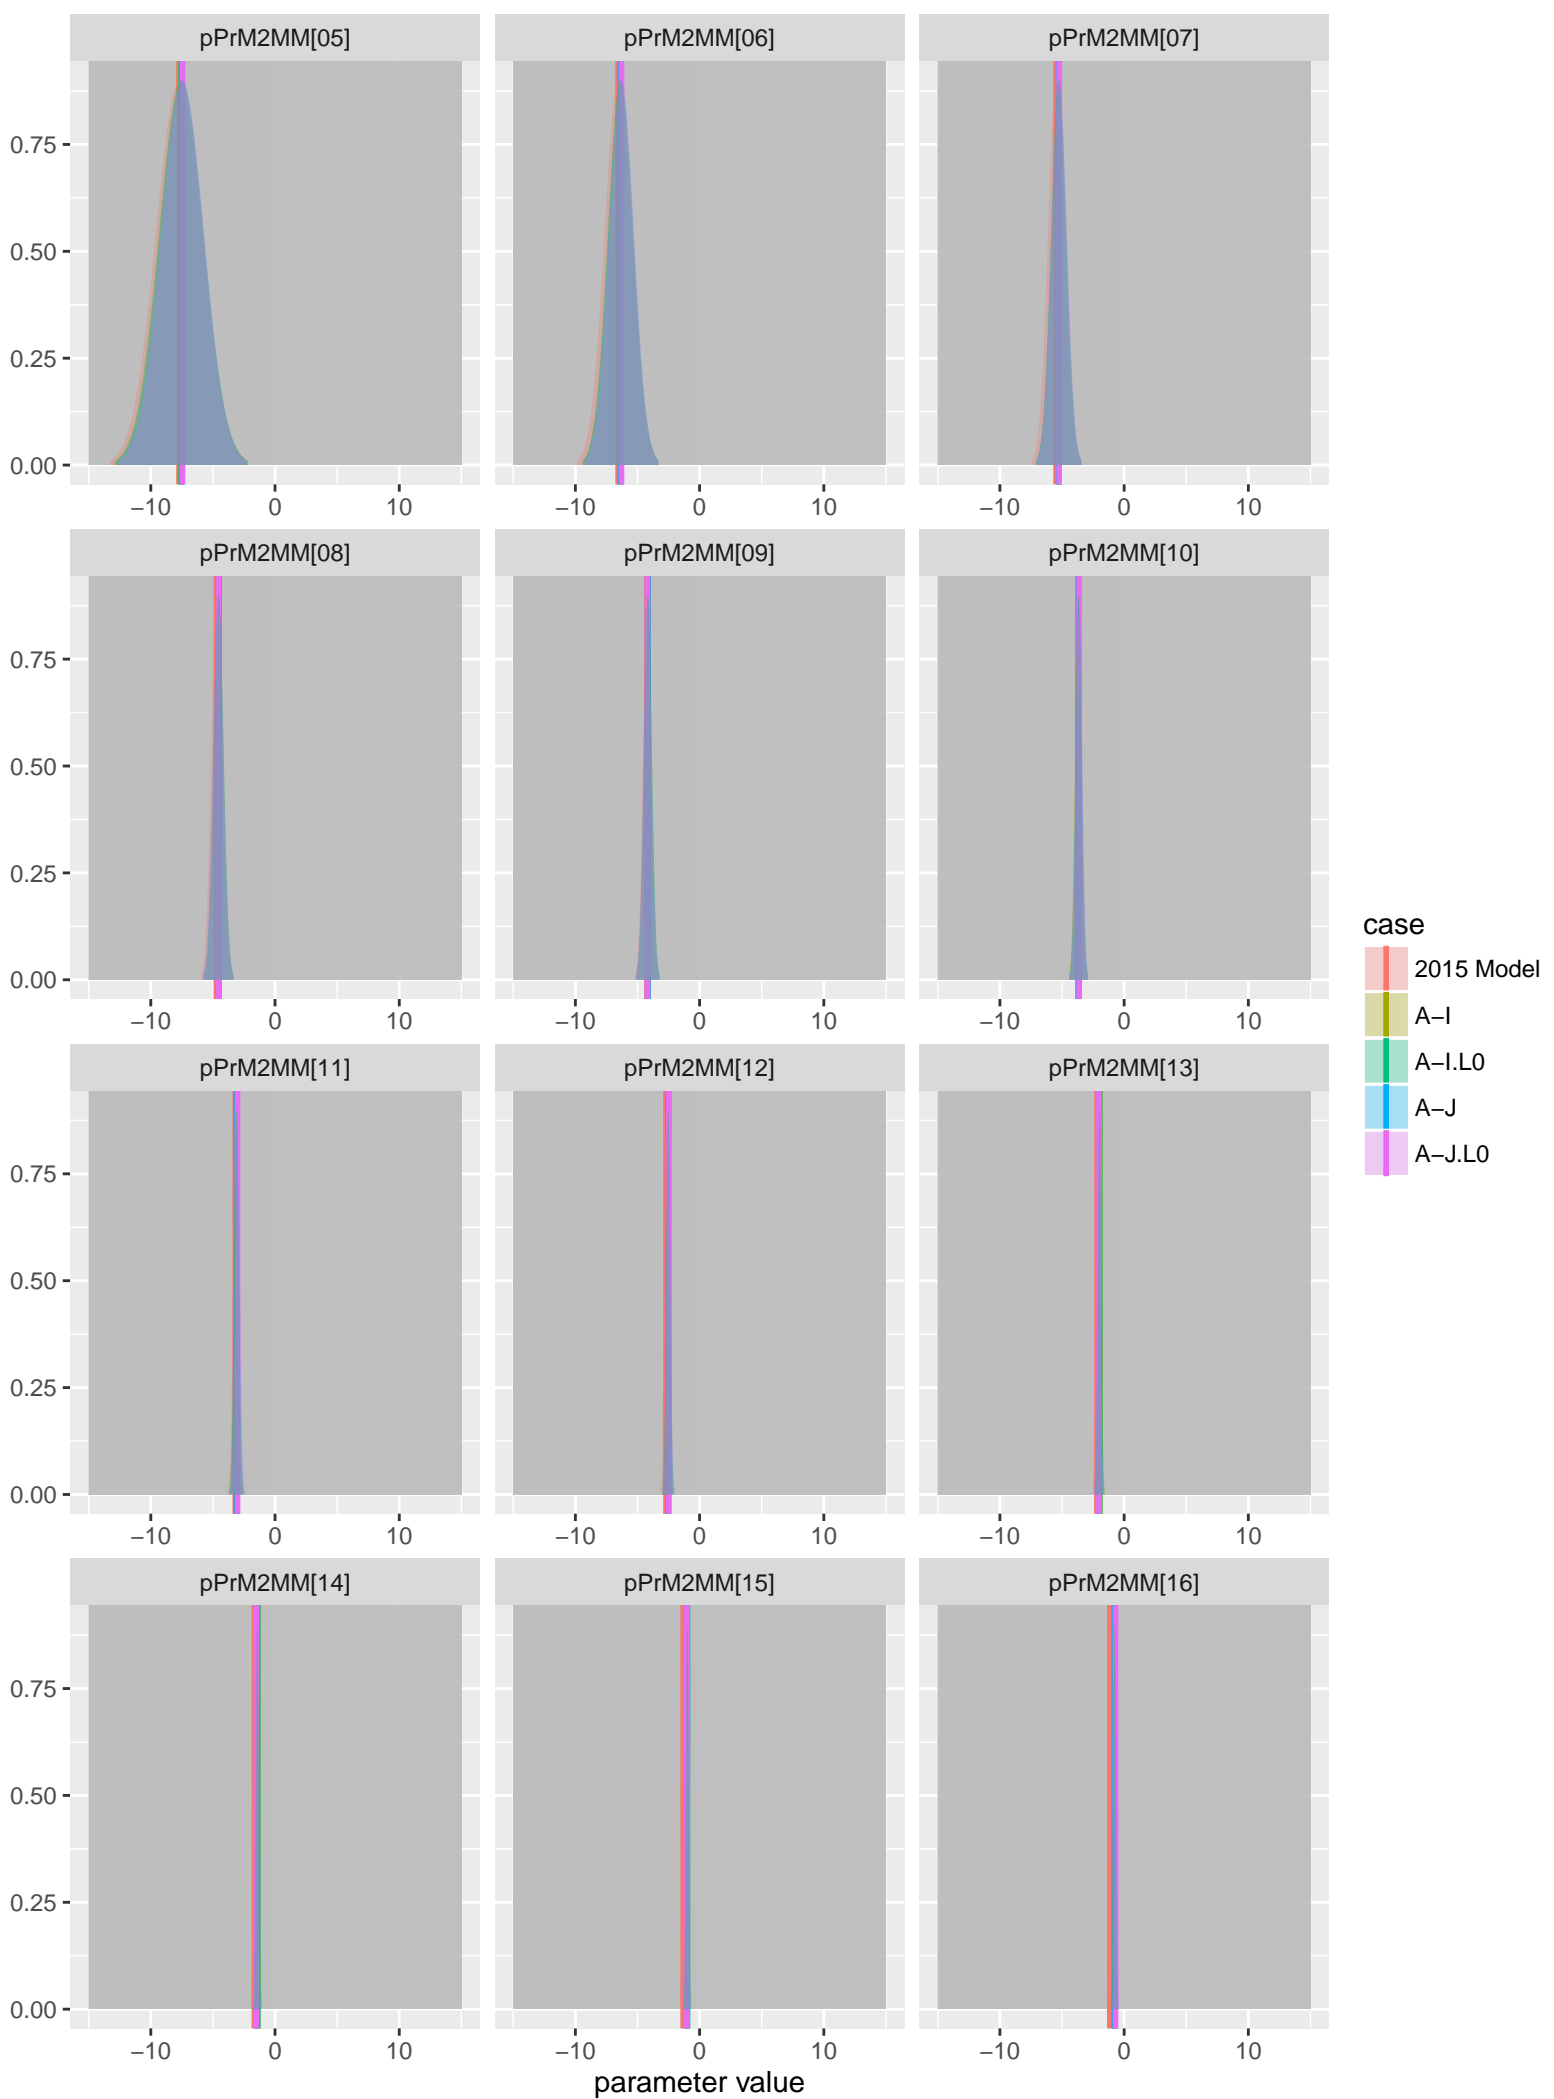 pPrM2MM[05] pPrM2MM[06] pPrM2MM[07]
0.75
0.50
0.25
0.00
−10 0 10 −10 0 10 −10 0 10
pPrM2MM[08] pPrM2MM[09] pPrM2MM[10]
0.75
0.50
0.25
0.00
−10 0 10 −10 0 10 −10 0 10
pPrM2MM[11] pPrM2MM[12] pPrM2MM[13]
0.75
0.50
0.25
0.00
−10 0 10 −10 0 10 −10 0 10
pPrM2MM[14] pPrM2MM[15] pPrM2MM[16]
0.75
0.50
0.25
0.00
−10 0 10 −10 0 10 −10 0 10
parameter value
case
2015 Model
A−I
A−I.L0
A−J
A−J.L0